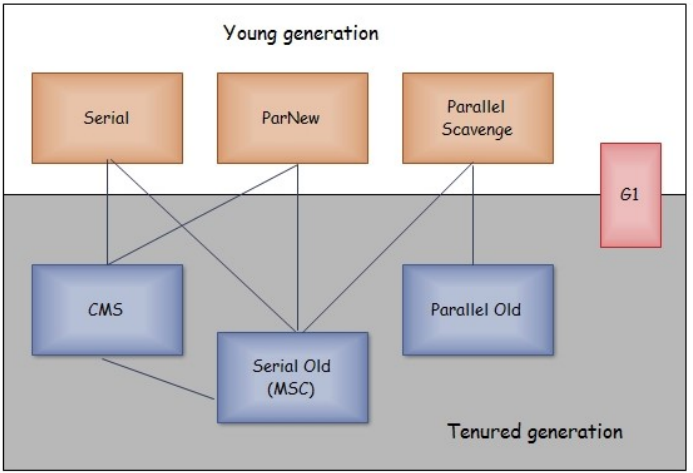 Young generation
Serial
ParNew
Parallel
Scavenge
G1
CMS
Parallel Old
Serial Old
(MSC)
Tenured generation